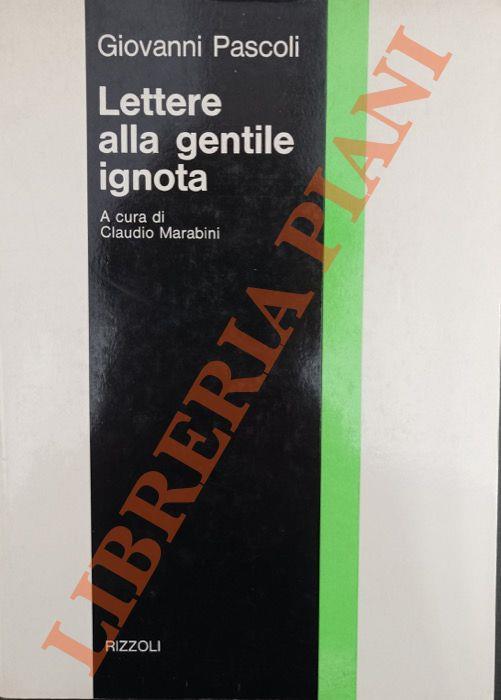 Giovanni Pascoli
Lettere
alla gentile
ignota
A cura di
Claudio Marabini
LIBRERIA PIANI
RIZZOLI